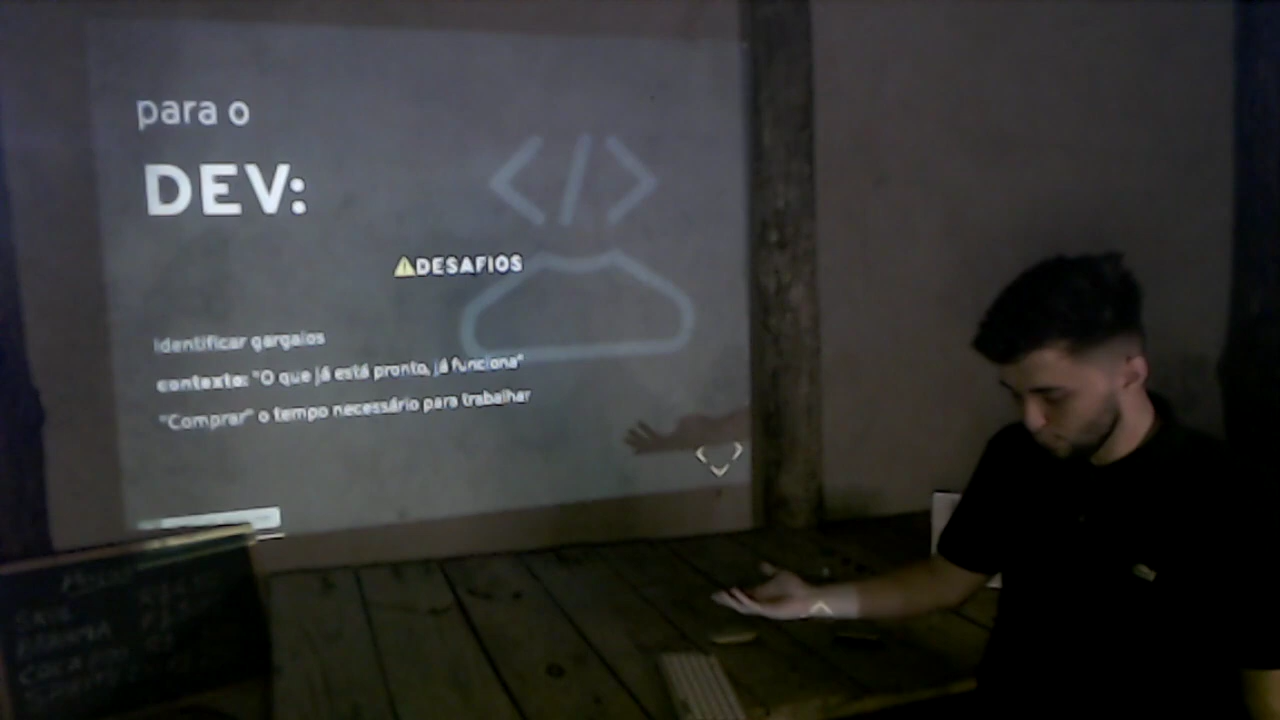 para o
DEV:
⚠DESAFIOS
Identificar gargalos
contexto: "O que já está pronto, já funciona"
"Comprar" o tempo necessário para trabalhar